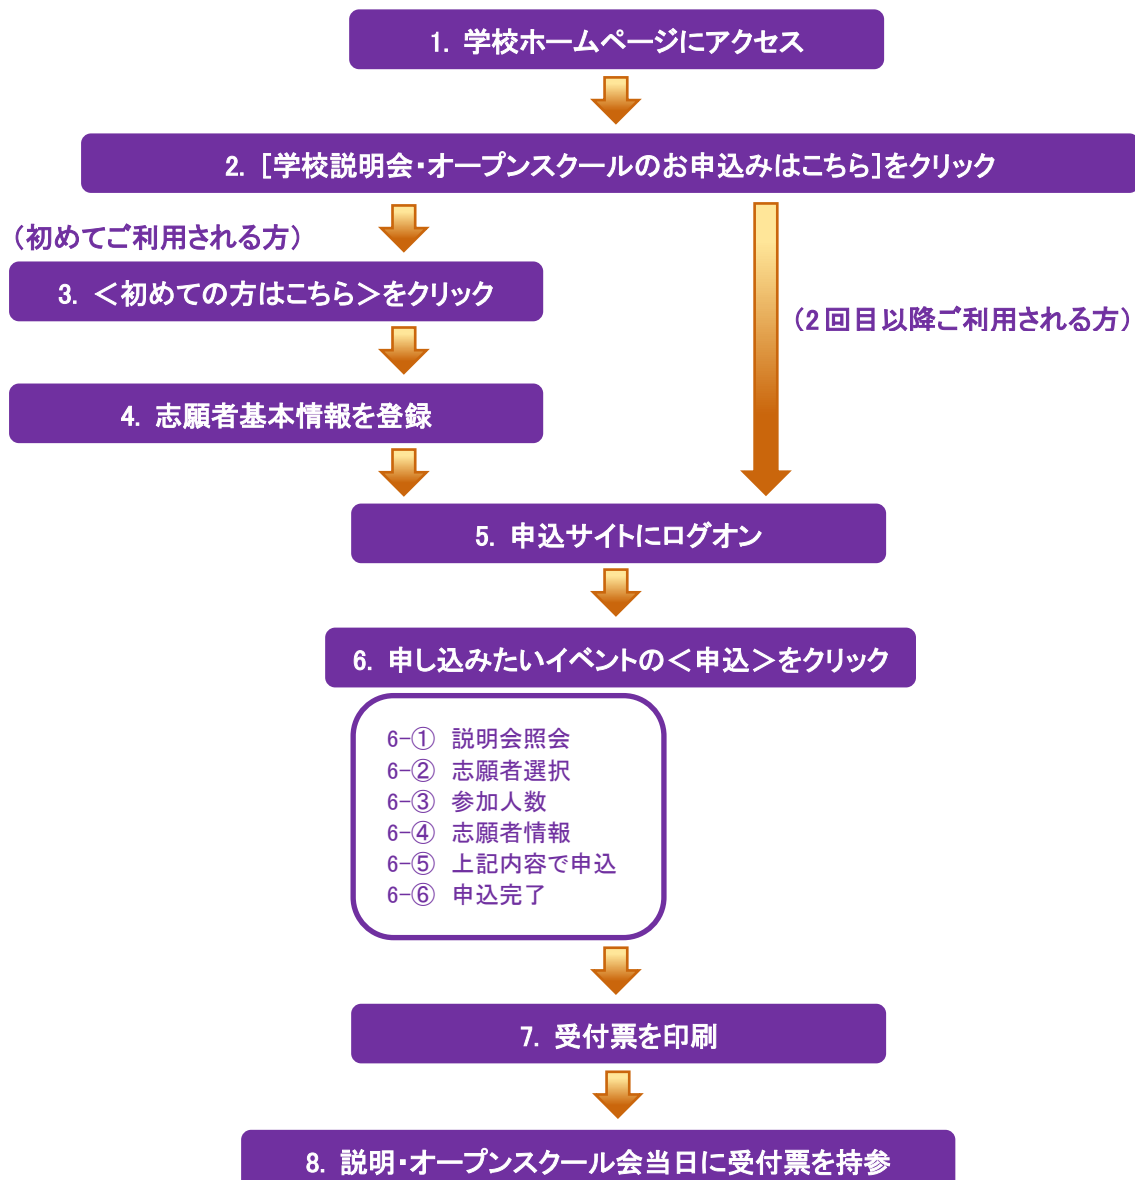 1. 学校ホームページにアクセス
2. [学校説明会・オープンスクールのお申込みはこちら]をクリック
（初めてご利用される方）
3. ＜初めての方はこちら＞をクリック
（2回目以降ご利用される方）
4. 志願者基本情報を登録
5. 申込サイトにログオン
6. 申し込みたいイベントの＜申込＞をクリック
6-① 説明会照会
6-② 志願者選択
6-③ 参加人数
6-④ 志願者情報
6-⑤ 上記内容で申込
6-⑥ 申込完了
7. 受付票を印刷
8. 説明・オープンスクール会当日に受付票を持参